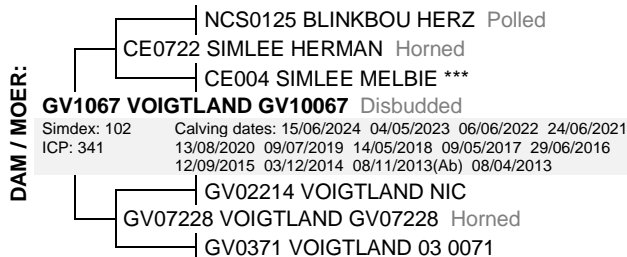 NCS0125 BLINKBOU HERZ Polled
CE0722 SIMLEE HERMAN Horned
CE004 SIMLEE MELBIE ***
DAM / MOER:
GV1067 VOIGTLAND GV10067 Disbudded
Simdex: 102 Calving dates: 15/06/2024 04/05/2023 06/06/2022 24/06/2021
ICP: 341 13/08/2020 09/07/2019 14/05/2018 09/05/2017 29/06/2016
12/09/2015 03/12/2014 08/11/2013(Ab) 08/04/2013
GV02214 VOIGTLAND NIC
GV07228 VOIGTLAND GV07228 Horned
GV0371 VOIGTLAND 03 0071